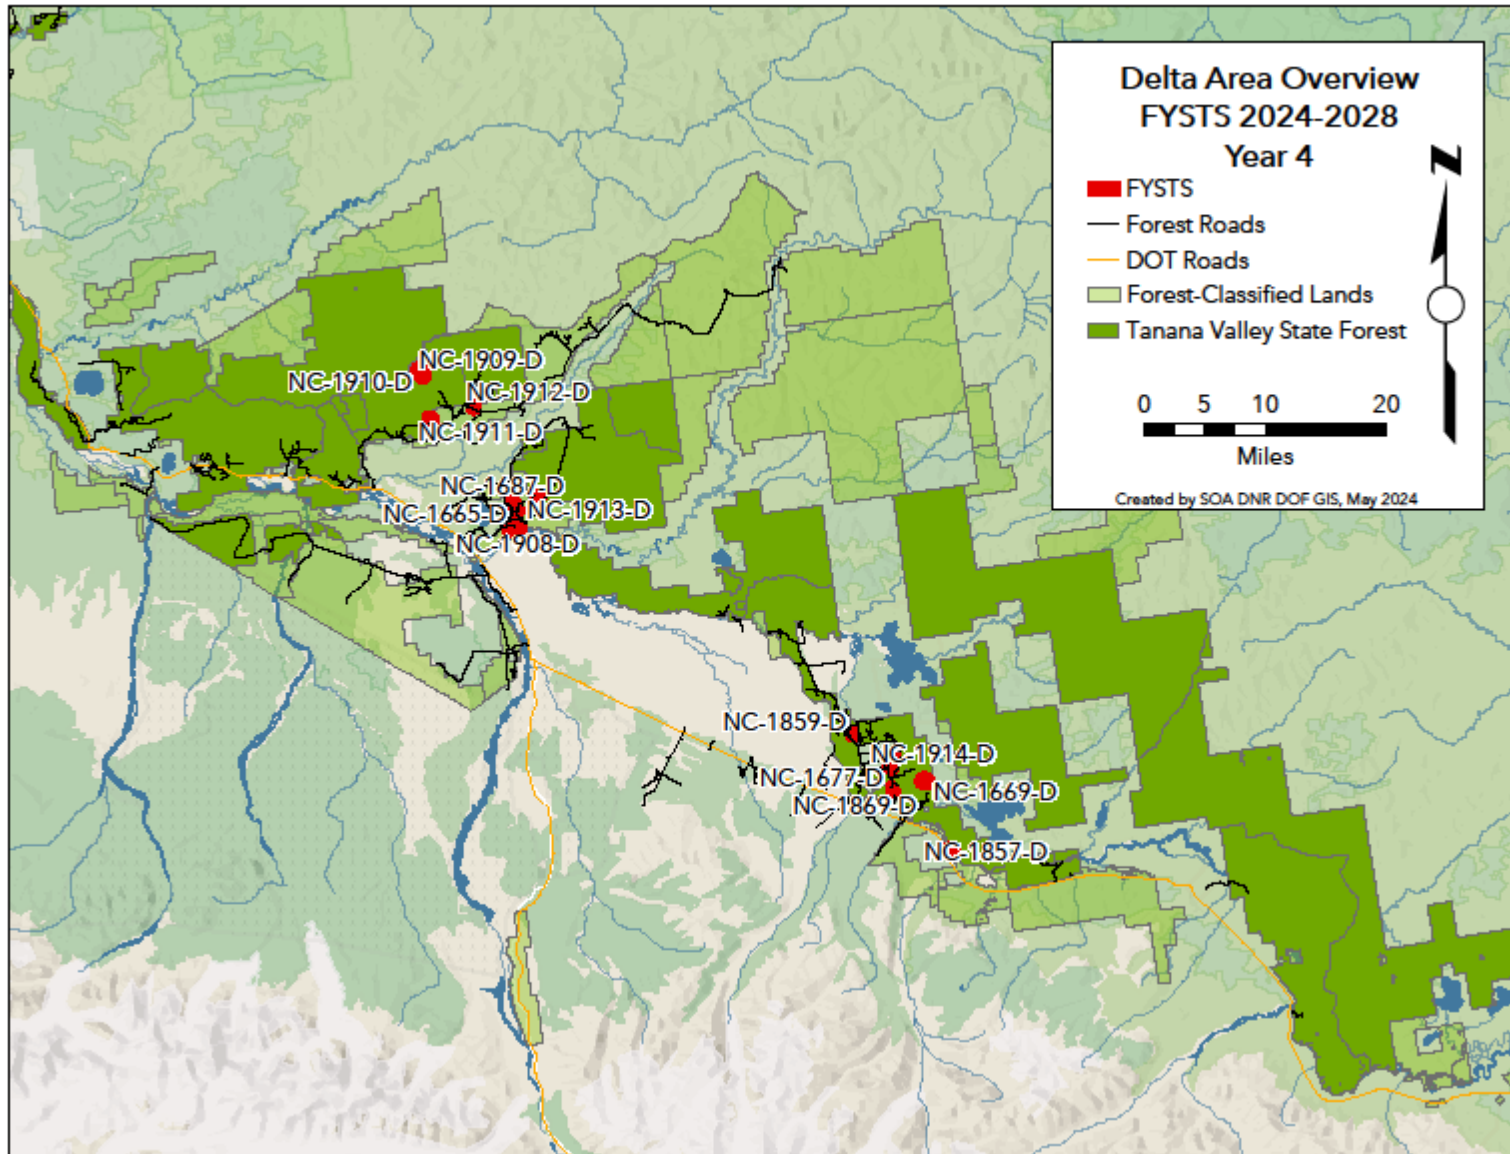 Delta Area Overview
FYSTS 2024-2028
Year 4
N
FYSTS
Forest Roads
DOT Roads
Forest-Classified Lands
Tanana Valley State Forest
0 5 10 20
Miles
Created by SOA DNR DOF GIS, May 2024
NC-1909-D
NC-1910-D
NC-1912-D
NC-1911-D
NC-1687-D
NC-1665-D
NC-1913-D
NC-1908-D
NC-1859-D
NC-1914-D
NC-1677-D
NC-1669-D
NC-1869-D
NC-1857-D